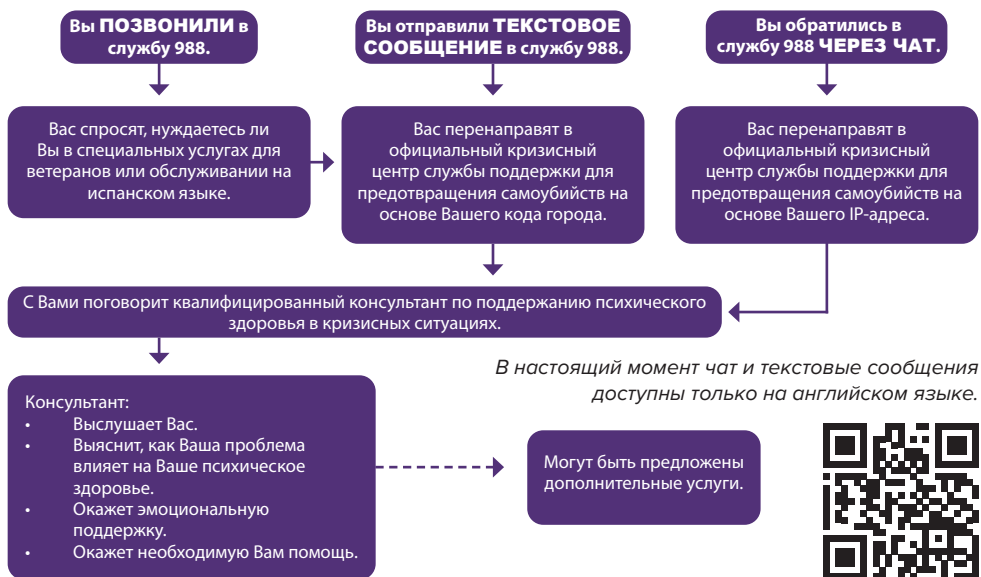 Вы ПОЗВОНИЛИ в
службу 988.
Вы отправили ТЕКСТОВОЕ
СООБЩЕНИЕ в службу 988.
Вы обратились в
службу 988 ЧЕРЕЗ ЧАТ.
Вас спросят, нуждаетесь ли
Вы в специальных услугах для
ветеранов или обслуживании на
испанском языке.
Вас перенаправят в
официальный кризисный
центр службы поддержки для
предотвращения самоубийств на
основе Вашего кода города.
Вас перенаправят в
официальный кризисный
центр службы поддержки для
предотвращения самоубийств на
основе Вашего IP-адреса.
С Вами поговорит квалифицированный консультант по поддержанию психического
здоровья в кризисных ситуациях.
В настоящий момент чат и текстовые сообщения
доступны только на английском языке.
Консультант:
• Выслушает Вас.
• Выяснит, как Ваша проблема
влияет на Ваше психическое
здоровье.
• Окажет эмоциональную
поддержку.
• Окажет необходимую Вам помощь.
Могут быть предложены
дополнительные услуги.